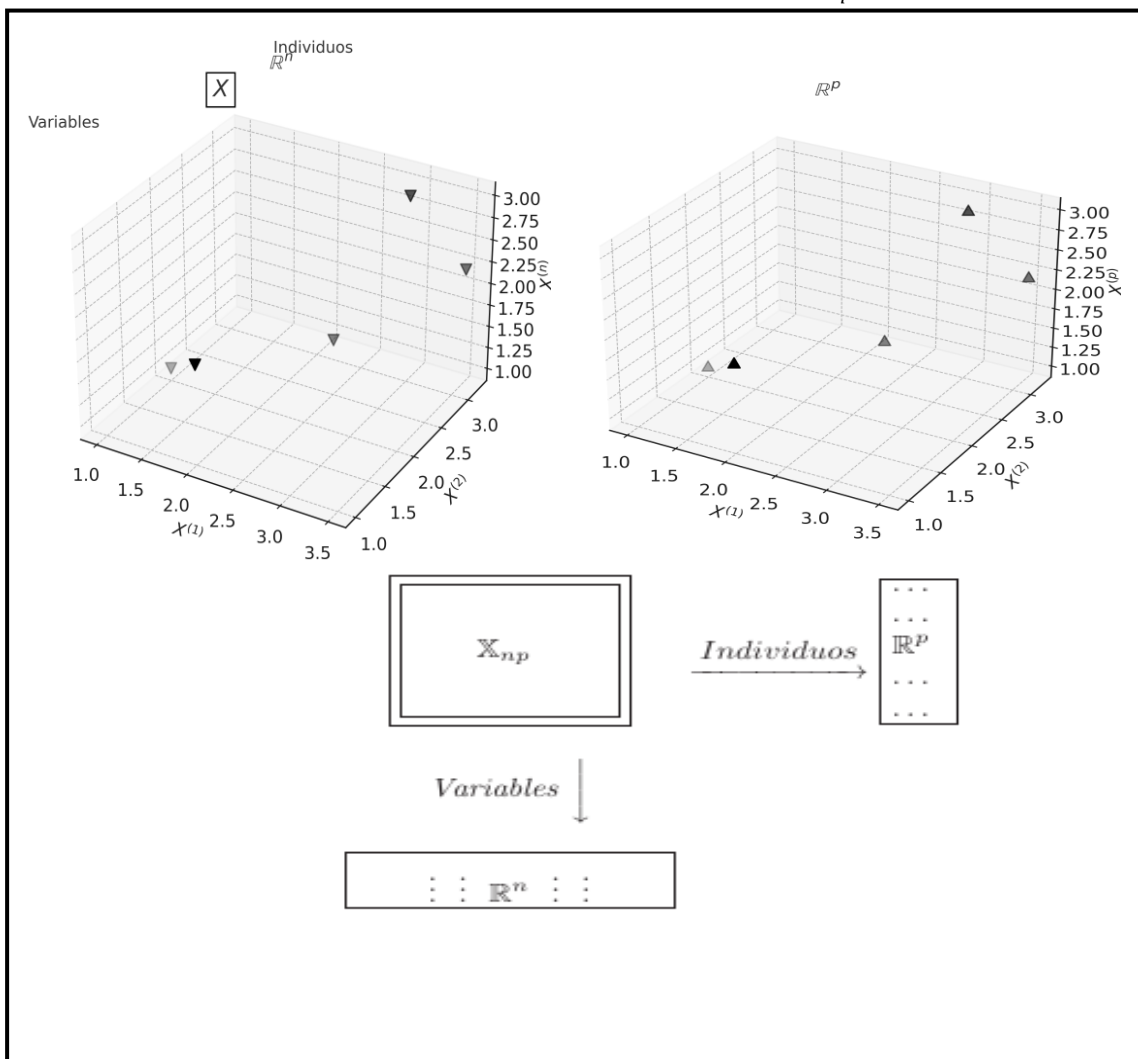 p
Individuos
ℝⁿ
X
Variables
ℝᵖ
3.00
2.75
2.50
2.25
2.00
1.75
1.50
1.25
1.00
X⁽ⁿ⁾
3.0
2.5
2.0
1.5
1.0
X⁽²⁾
1.0
1.5
2.0
2.5
3.0
3.5
X⁽¹⁾
3.00
2.75
2.50
2.25
2.00
1.75
1.50
1.25
1.00
X⁽ᵖ⁾
3.0
2.5
2.0
1.5
1.0
X⁽²⁾
1.0
1.5
2.0
2.5
3.0
3.5
X⁽¹⁾
𝕏ₙₚ
Individuos
. . .
. . .
ℝᵖ
. . .
. . .
Variables
⋮ ⋮ ℝⁿ ⋮ ⋮